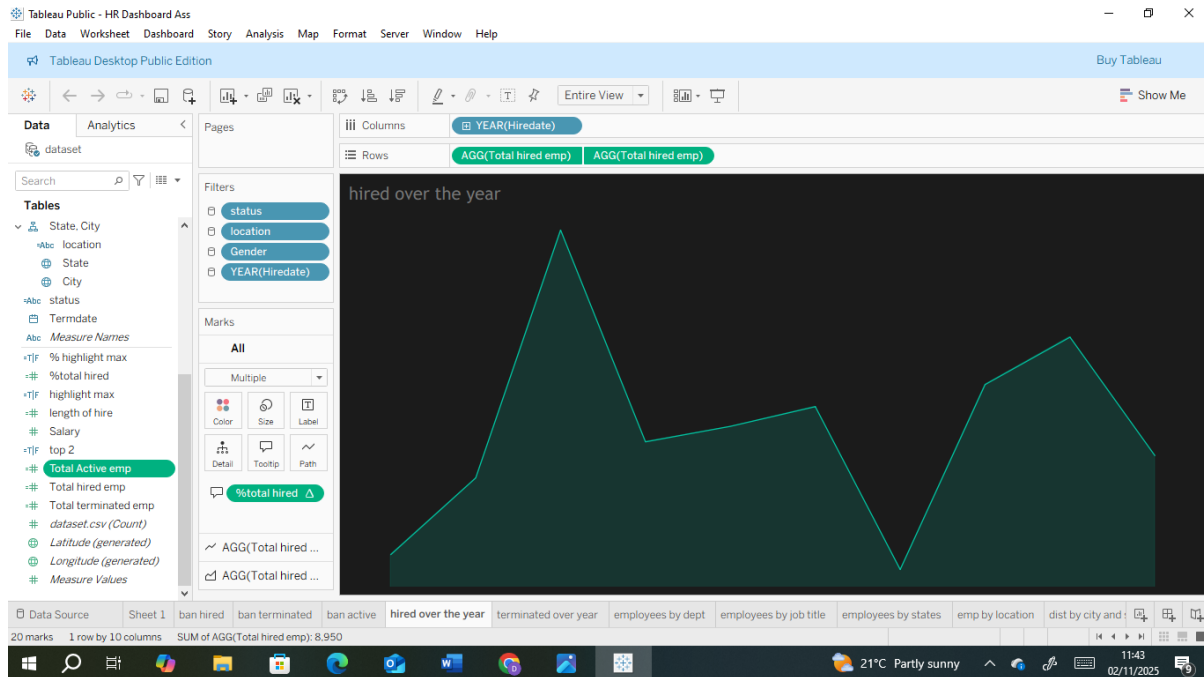 Tableau Public - HR Dashboard Ass
File Data Worksheet Dashboard Story Analysis Map Format Server Window Help
Tableau Desktop Public Edition Buy Tableau
Entire View Show Me
Data Analytics
dataset
Search
Tables
State, City
Abc location
State
City
Abc status
Termdate
Abc Measure Names
=T|F % highlight max
=# %total hired
=T|F highlight max
=# length of hire
# Salary
=T|F top 2
=# Total Active emp
=# Total hired emp
=# Total terminated emp
# dataset.csv (Count)
Latitude (generated)
Longitude (generated)
# Measure Values
Pages
Filters
status
location
Gender
YEAR(Hiredate)
Marks
All
Multiple
Color Size Label
Detail Tooltip Path
%total hired Δ
AGG(Total hired ...
AGG(Total hired ...
Columns YEAR(Hiredate)
Rows AGG(Total hired emp) AGG(Total hired emp)
hired over the year
Data Source Sheet 1 ban hired ban terminated ban active hired over the year terminated over year employees by dept employees by job title employees by states emp by location dist by city and
20 marks 1 row by 10 columns SUM of AGG(Total hired emp): 8,950
21°C Partly sunny
11:43
02/11/2025
9